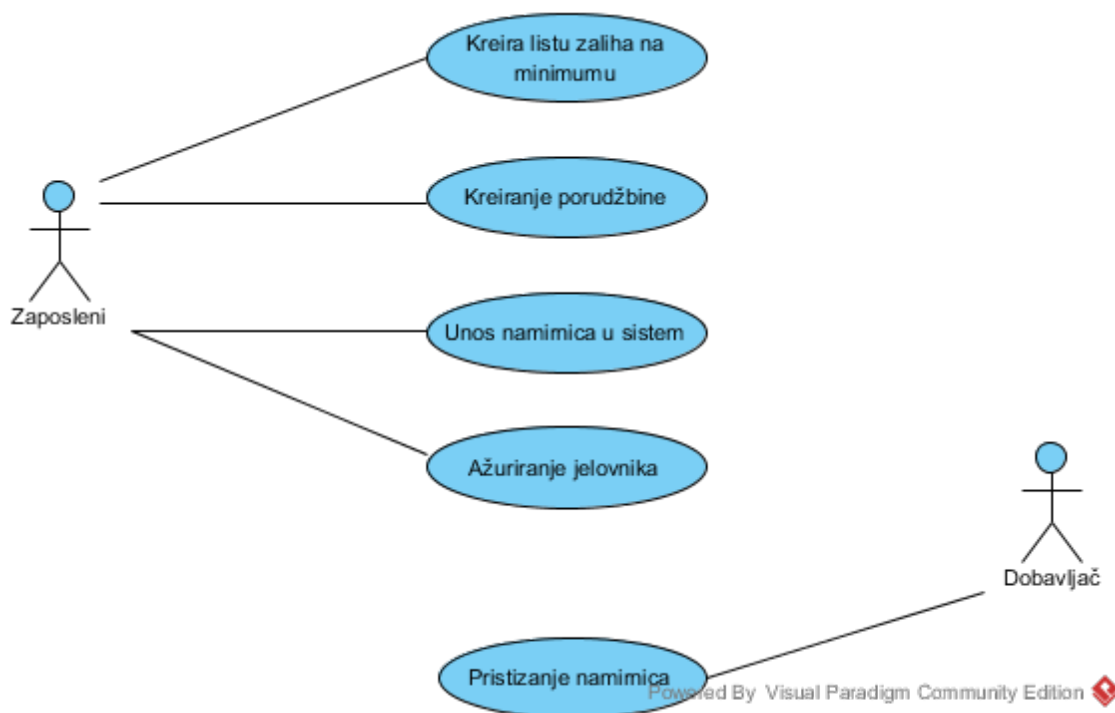 Kreira listu zaliha na
minimumu
Kreiranje porudžbine
Zaposleni
Unos namirnica u sistem
Ažuriranje jelovnika
Dobavljač
Pristizanje namirnica
Powered By Visual Paradigm Community Edition